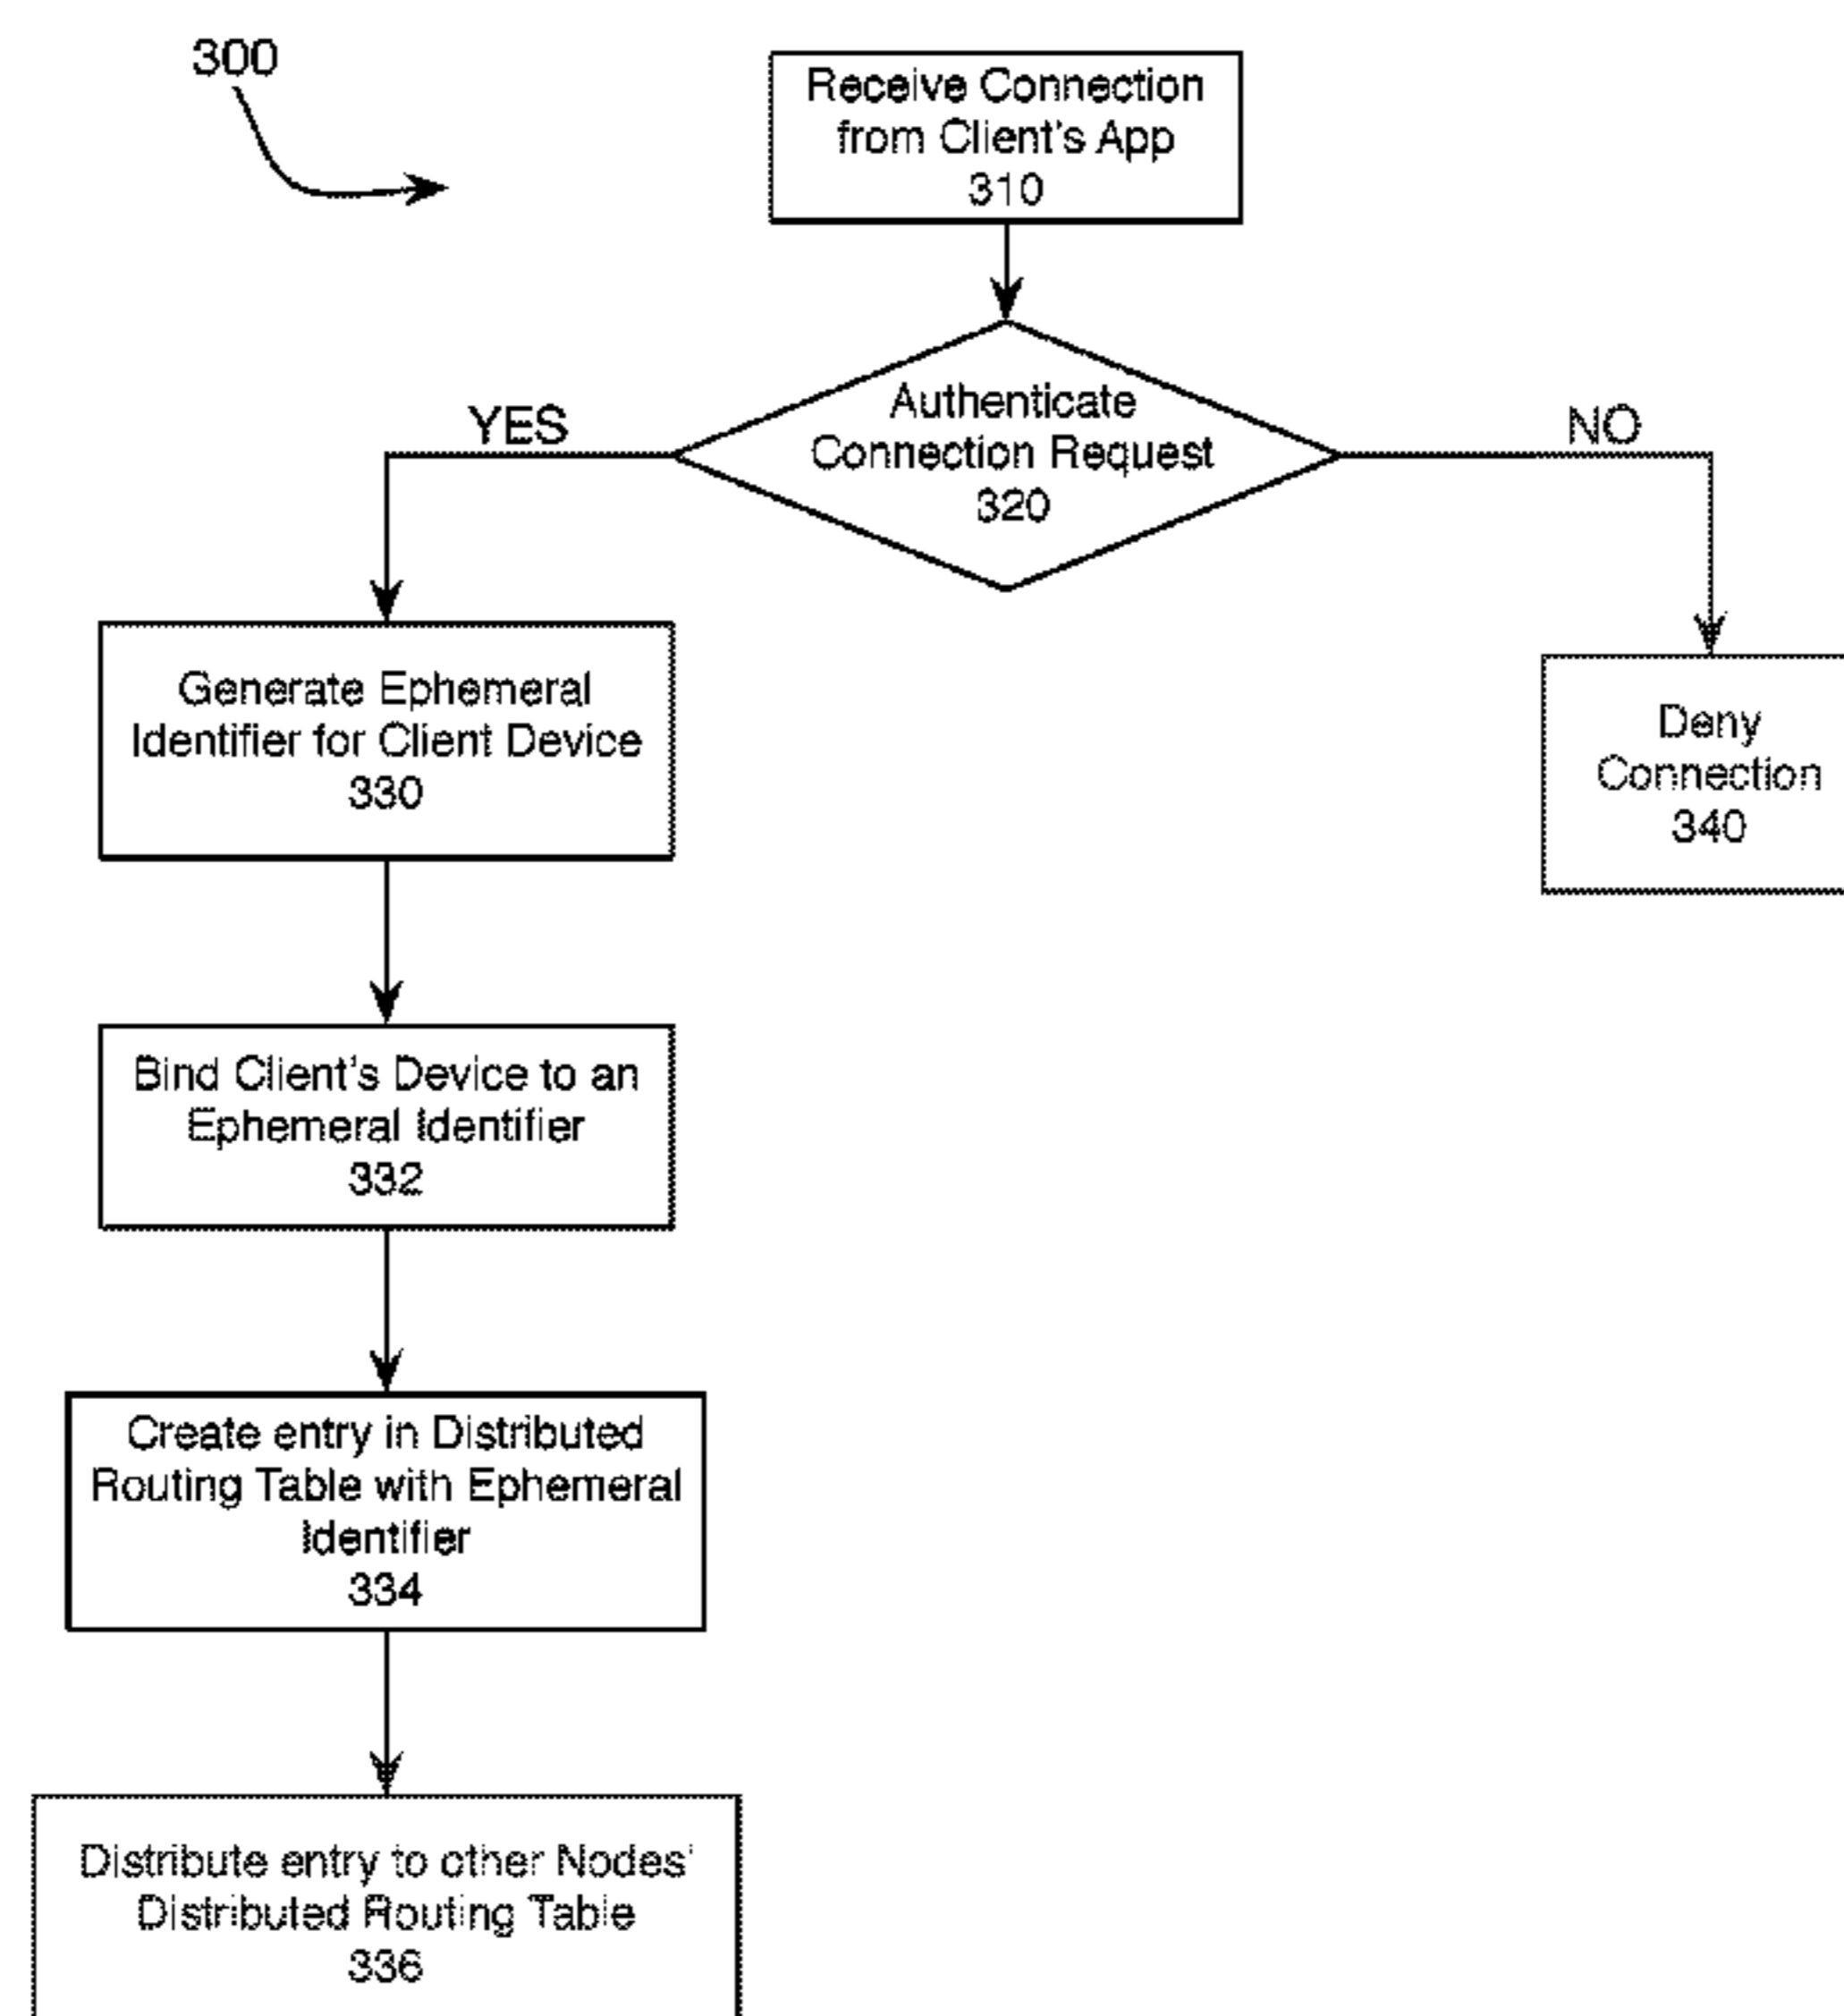 300
Receive Connection
from Client's App
310
Authenticate
Connection Request
320
YES
NO
Generate Ephemeral
Identifier for Client Device
330
Deny
Connection
340
Bind Client's Device to an
Ephemeral Identifier
332
Create entry in Distributed
Routing Table with Ephemeral
Identifier
334
Distribute entry to other Nodes'
Distributed Routing Table
336